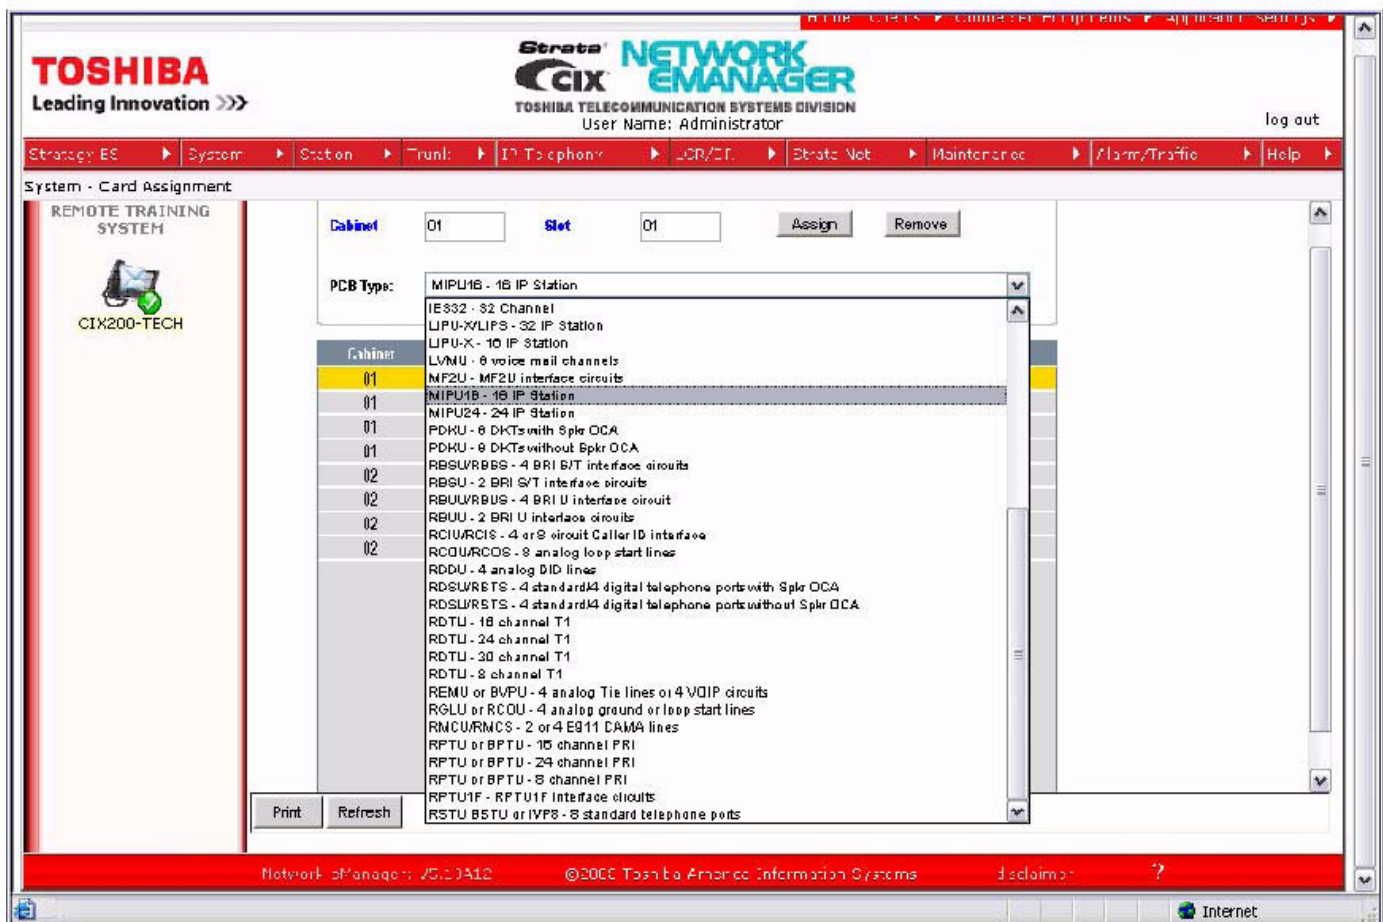 TOSHIBA
Leading Innovation >>>
Strata CIX NETWORK EMANAGER
TOSHIBA TELECOMMUNICATION SYSTEMS DIVISION
User Name: Administrator
log out
Strategy ES System Station Trunk IP Telephony LCR/DR Strata Net Maintenance Alarm/Traffic Help
System - Card Assignment
REMOTE TRAINING
SYSTEM
CIX200-TECH
Cabinet 01 Slot 01 Assign Remove
PCB Type: MIPU16 - 16 IP Station
IES32 - 32 Channel
LIPU-X/LIPS - 32 IP Station
LIPU-X - 16 IP Station
LVMU - 8 voice mail channels
MF2U - MF2U interface circuits
MIPU16 - 16 IP Station
MIPU24 - 24 IP Station
PDKU - 8 DKTs with Spkr OCA
PDKU - 8 DKTs without Spkr OCA
RBSU/RBBS - 4 BRI S/T interface circuits
RBSU - 2 BRI S/T interface circuits
RBUU/RBUS - 4 BRI U interface circuit
RBUU - 2 BRI U interface circuits
RCIU/RCIS - 4 or 8 circuit Caller ID interface
RCOU/RCOS - 8 analog loop start lines
RDDU - 4 analog DID lines
RDSU/RSTS - 4 standard/4 digital telephone ports with Spkr OCA
RDSU/RSTS - 4 standard/4 digital telephone ports without Spkr OCA
RDTU - 16 channel T1
RDTU - 24 channel T1
RDTU - 30 channel T1
RDTU - 8 channel T1
REMU or BVPU - 4 analog Tie lines or 4 VOIP circuits
RGLU or RCOU - 4 analog ground or loop start lines
RMCU/RMCS - 2 or 4 E911 CAMA lines
RPTU or BPTU - 16 channel PRI
RPTU or BPTU - 24 channel PRI
RPTU or BPTU - 8 channel PRI
RPTU1F - RPTU1F interface circuits
RSTU BSTU or IVP8 - 8 standard telephone ports
Cabinet
01
01
01
01
02
02
02
02
Print Refresh
Network eManager: Toshiba America Information Systems disclaimer ?
Internet